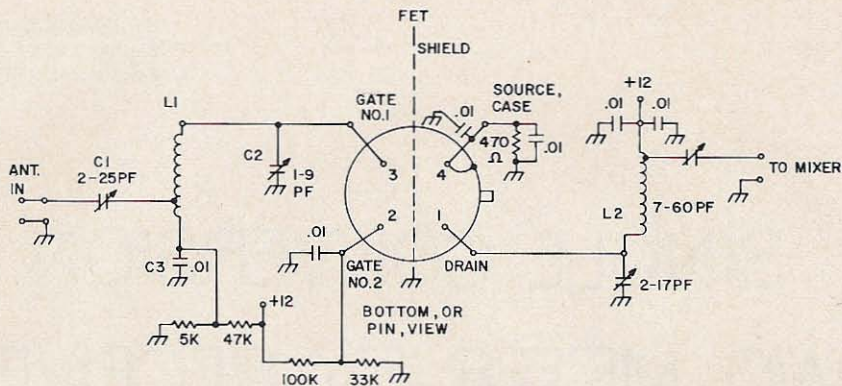 FET
SHIELD
L1
GATE
NO.1
SOURCE,
CASE
.01
470
Ω
.01
+12
.01
.01
ANT.
IN
C1
2-25PF
C2
1-9
PF
3
4
2
1
TO MIXER
L2
7-60PF
C3
.01
.01
GATE
NO.2
DRAIN
2-17PF
+12
BOTTOM, OR
PIN, VIEW
5K
47K
100K
33K